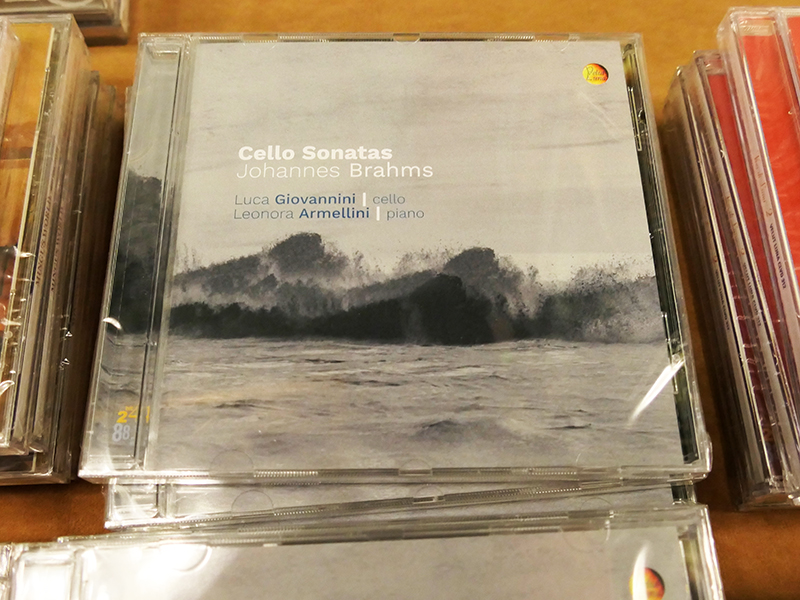 Cello Sonatas
Johannes Brahms
Luca Giovannini | cello
Leonora Armellini | piano